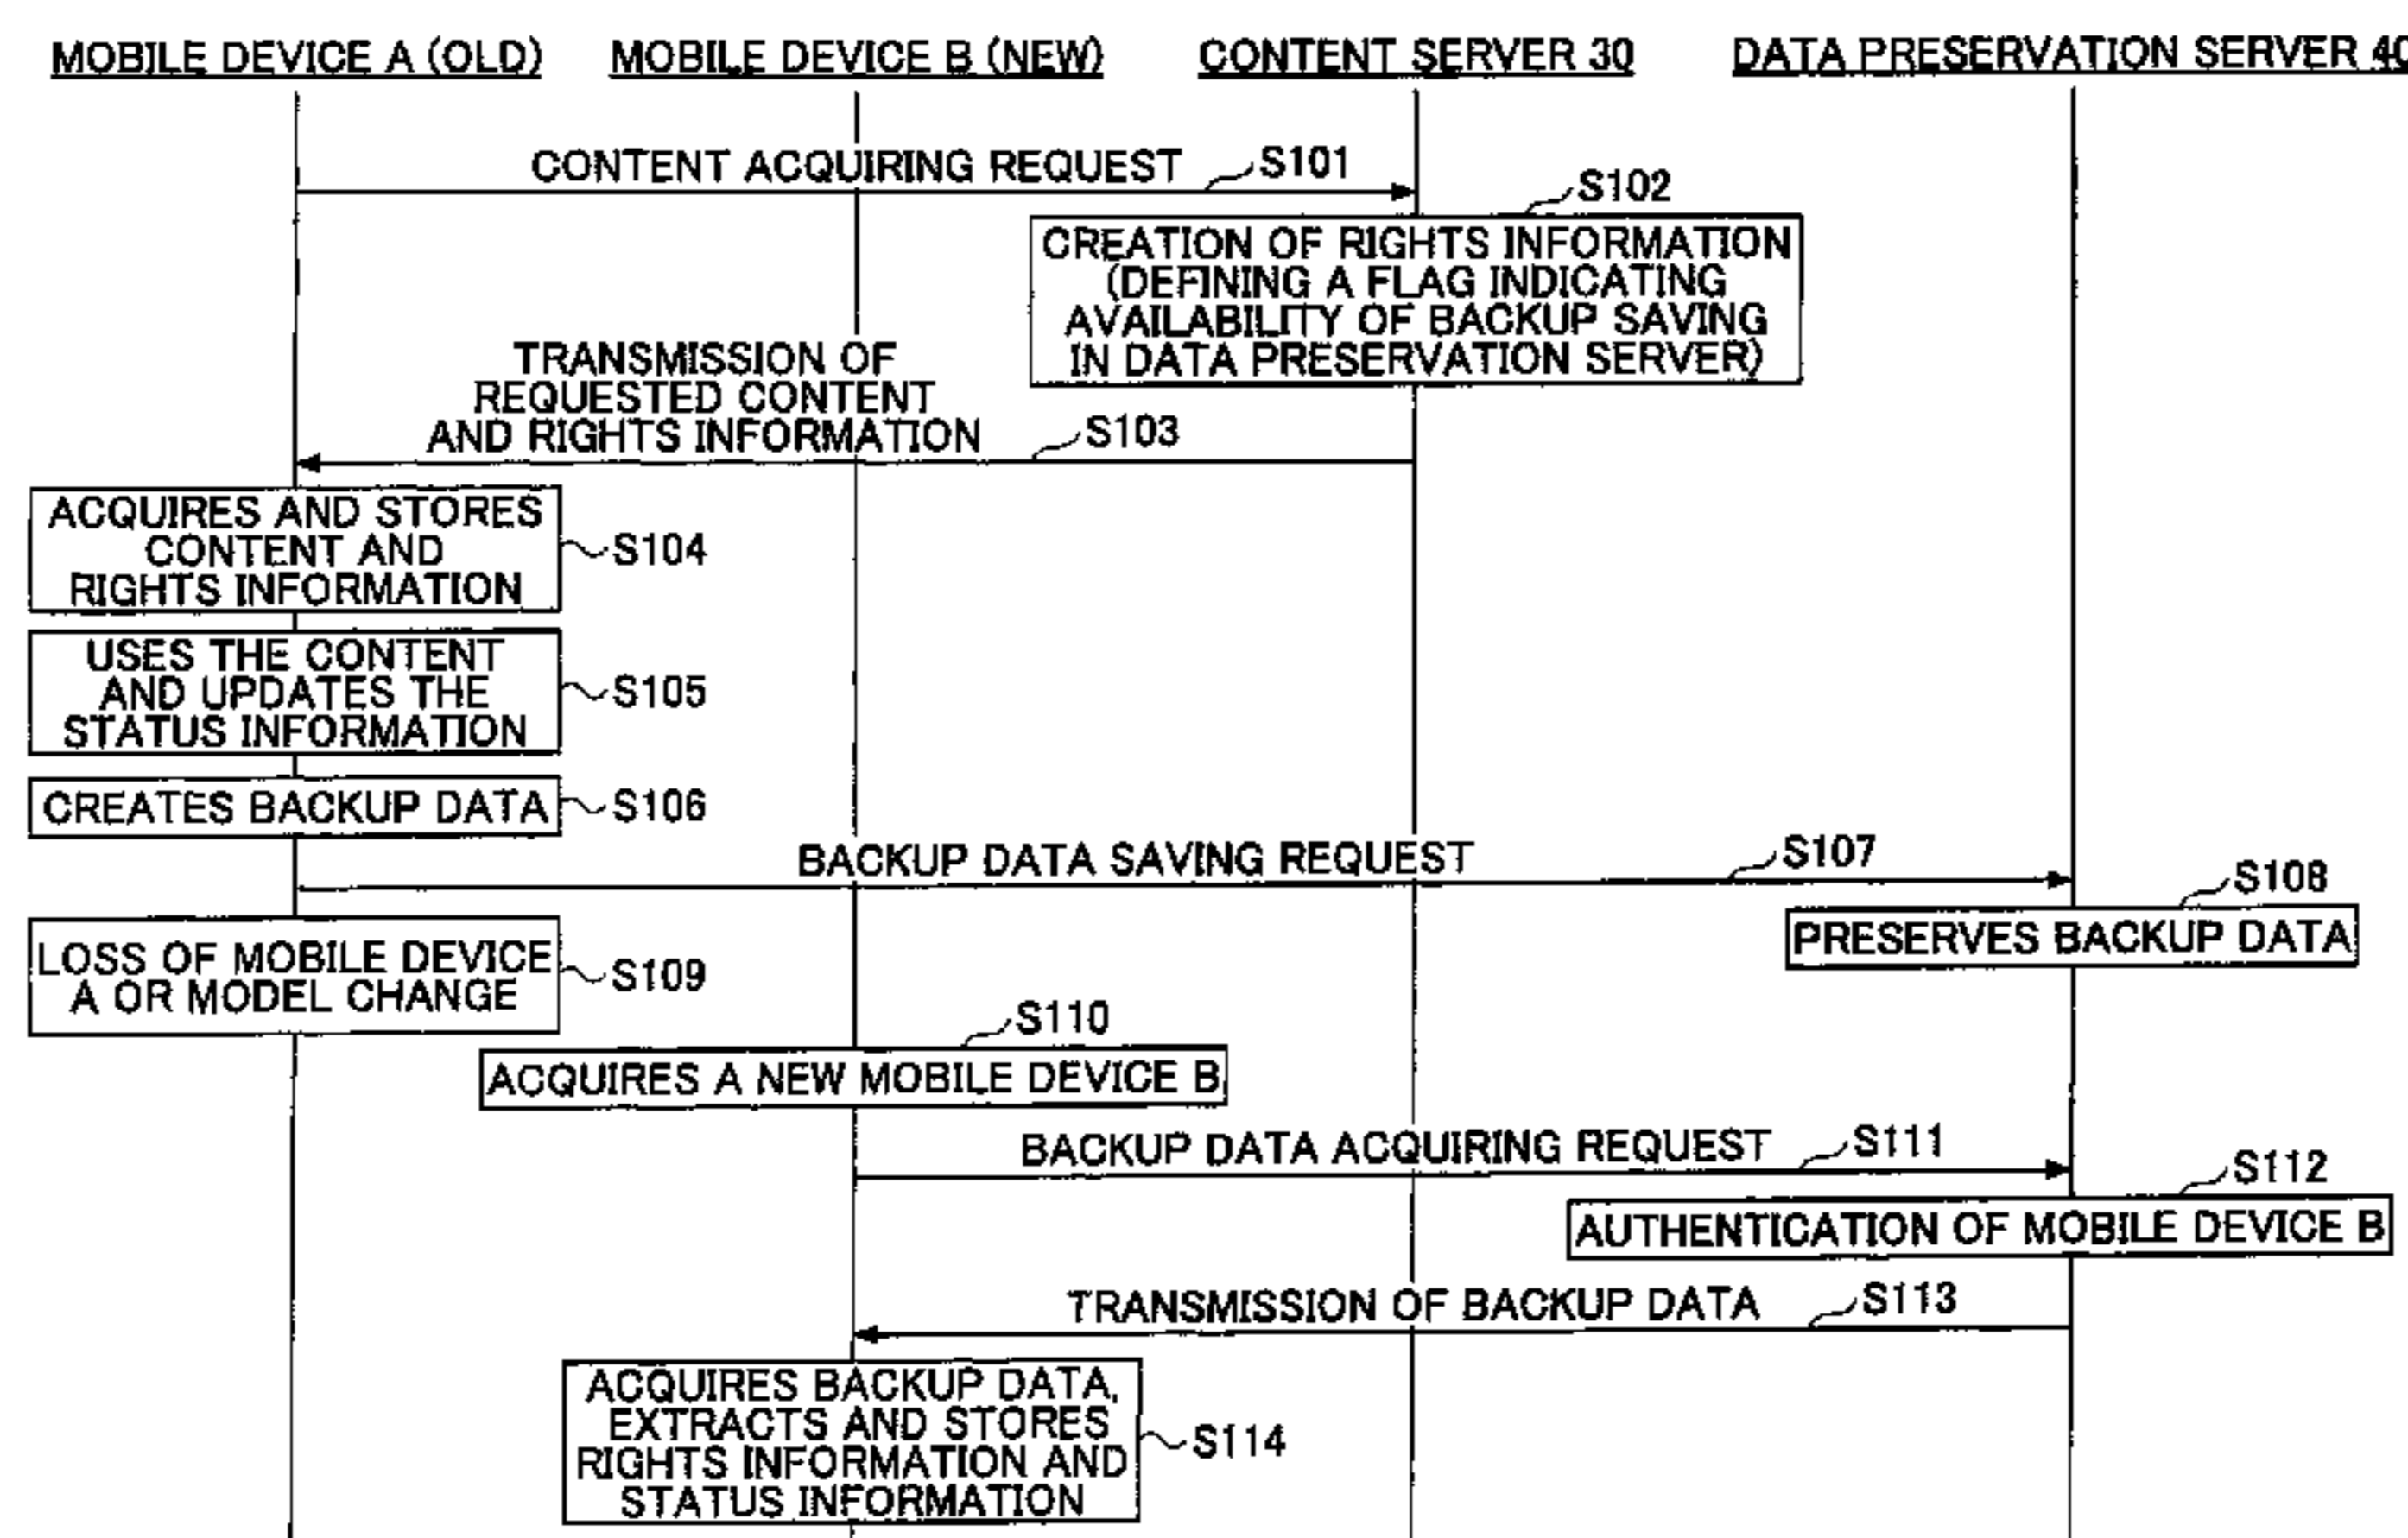 MOBILE DEVICE A (OLD)
MOBILE DEVICE B (NEW)
CONTENT SERVER 30
DATA PRESERVATION SERVER 40
CONTENT ACQUIRING REQUEST
S101
S102
CREATION OF RIGHTS INFORMATION
(DEFINING A FLAG INDICATING
AVAILABILITY OF BACKUP SAVING
IN DATA PRESERVATION SERVER)
TRANSMISSION OF
REQUESTED CONTENT
AND RIGHTS INFORMATION
S103
ACQUIRES AND STORES
CONTENT AND
RIGHTS INFORMATION
S104
USES THE CONTENT
AND UPDATES THE
STATUS INFORMATION
S105
CREATES BACKUP DATA
S106
BACKUP DATA SAVING REQUEST
S107
S108
PRESERVES BACKUP DATA
LOSS OF MOBILE DEVICE
A OR MODEL CHANGE
S109
S110
ACQUIRES A NEW MOBILE DEVICE B
BACKUP DATA ACQUIRING REQUEST
S111
S112
AUTHENTICATION OF MOBILE DEVICE B
TRANSMISSION OF BACKUP DATA
S113
ACQUIRES BACKUP DATA,
EXTRACTS AND STORES
RIGHTS INFORMATION AND
STATUS INFORMATION
S114